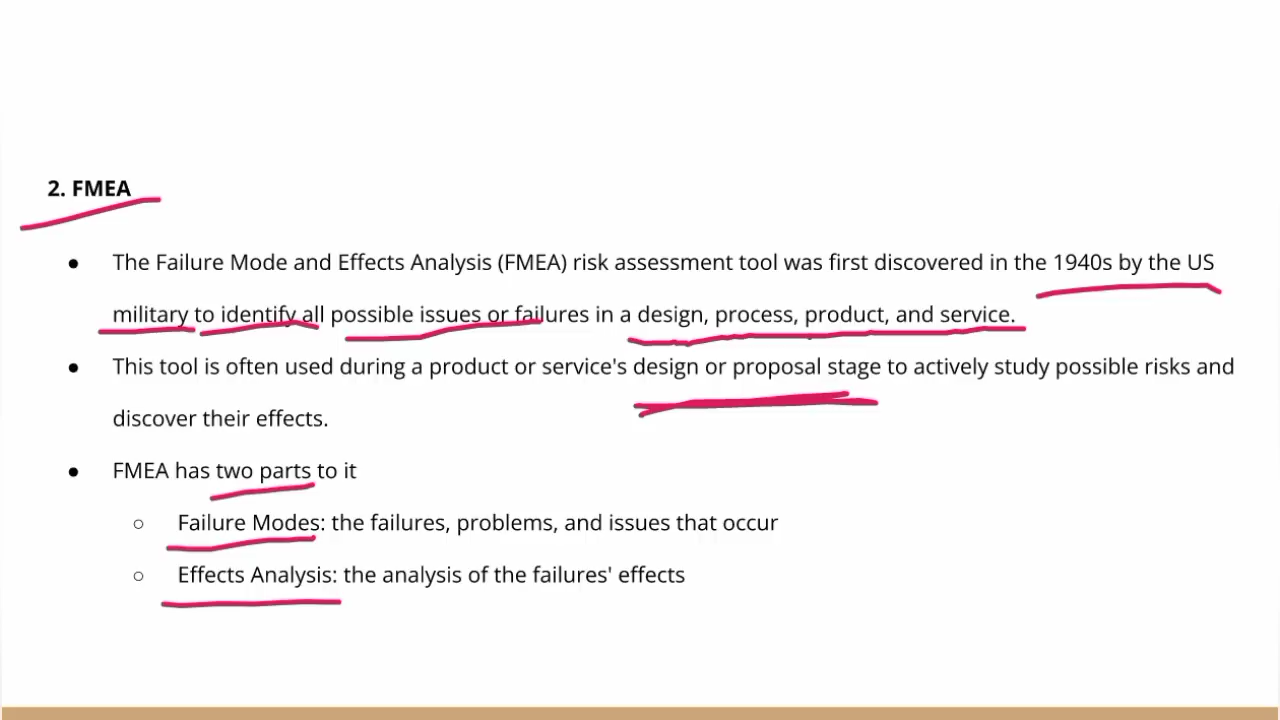 2. FMEA
● The Failure Mode and Effects Analysis (FMEA) risk assessment tool was first discovered in the 1940s by the US
military to identify all possible issues or failures in a design, process, product, and service.
● This tool is often used during a product or service's design or proposal stage to actively study possible risks and
discover their effects.
● FMEA has two parts to it
○ Failure Modes: the failures, problems, and issues that occur
○ Effects Analysis: the analysis of the failures' effects